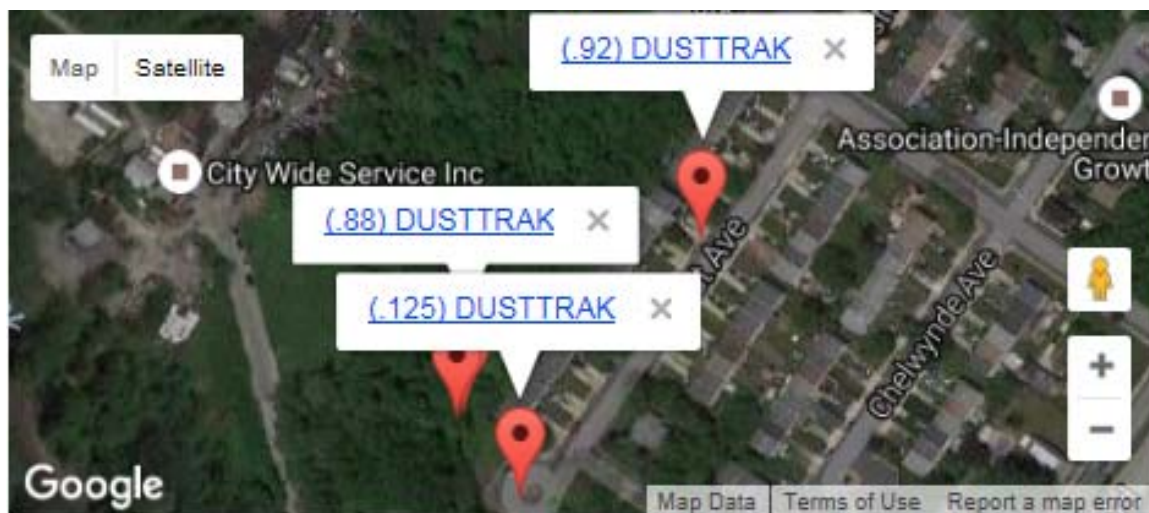 (.92) DUSTTRAK ×
Map Satellite
Association-Independen
Growt
City Wide Service Inc
(.88) DUSTTRAK ×
(.125) DUSTTRAK ×
Ave
Chelwynde Ave
+
−
Google
Map Data Terms of Use Report a map error